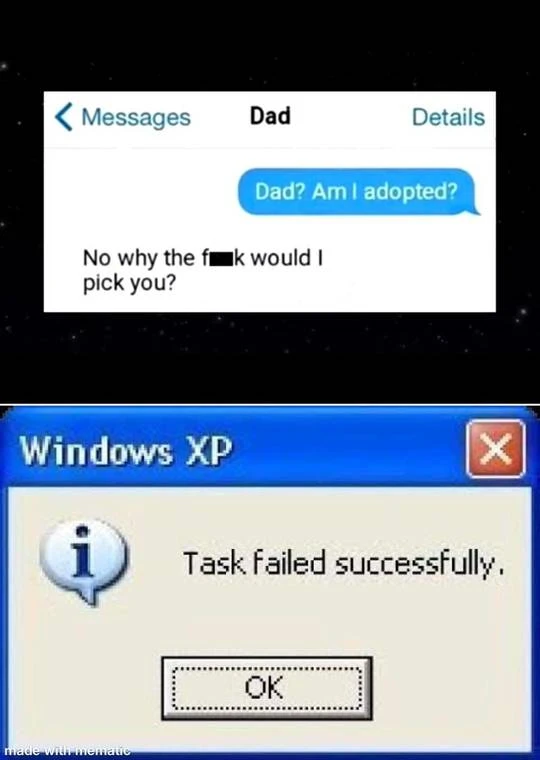 Messages
Dad
Details
Dad? Am I adopted?
No why the f██k would I
pick you?
Windows XP
Task failed successfully.
OK
made with mematic